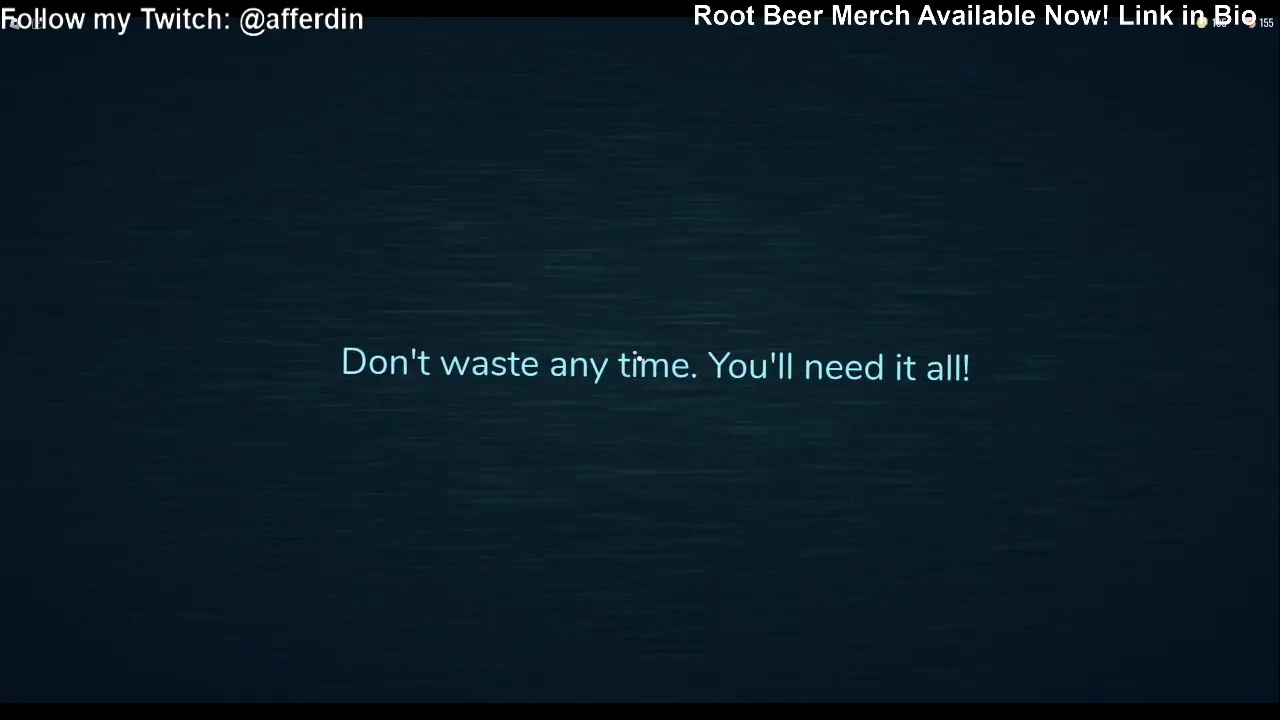 Follow my Twitch: @afferdin
Root Beer Merch Available Now! Link in Bio
155
Don't waste any time. You'll need it all!